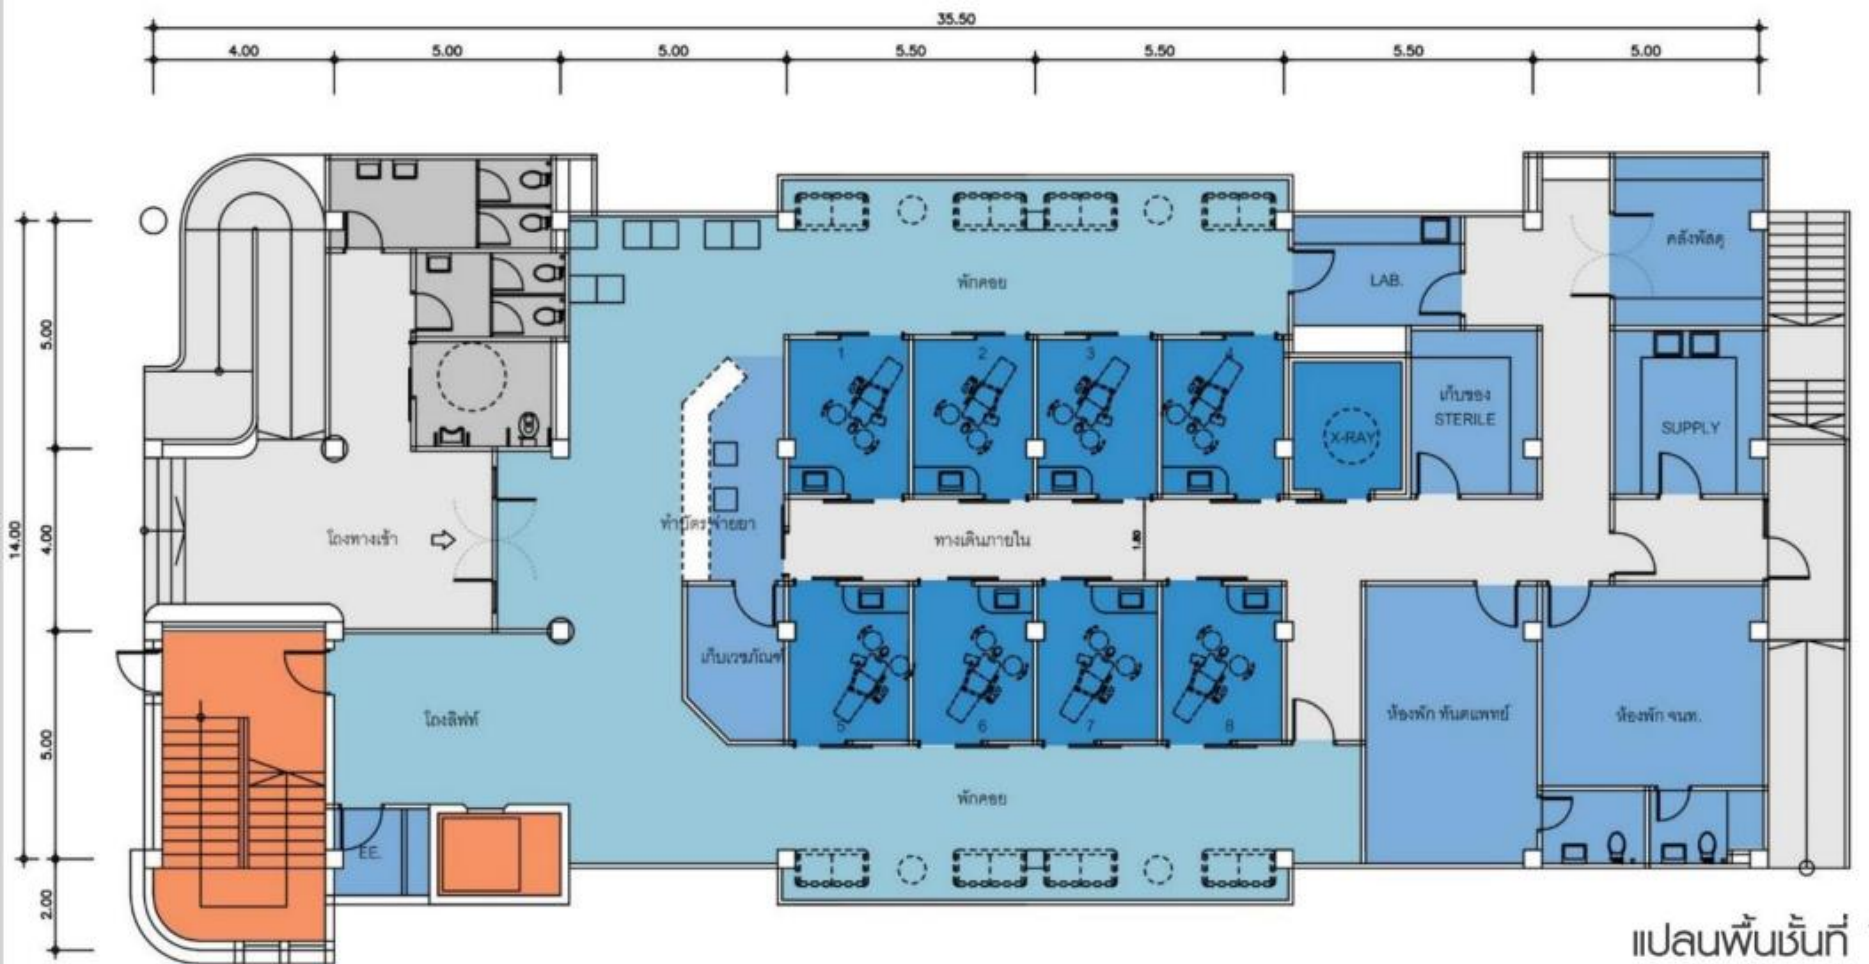 35.50
4.00
5.00
5.00
5.50
5.50
5.50
5.00
14.00
5.00
4.00
5.00
2.00
พักคอย
LAB.
คลังพัสดุ
1
2
3
4
X-RAY
เก็บของ
STERILE
SUPPLY
โถงทางเข้า
ทำบัตร จ่ายยา
ทางเดินภายใน
1.80
เก็บเวชภัณฑ์
โถงลิฟท์
5
6
7
8
ห้องพัก ทันตแพทย์
ห้องพัก จนท.
พักคอย
EE.
แปลนพื้นชั้นที่